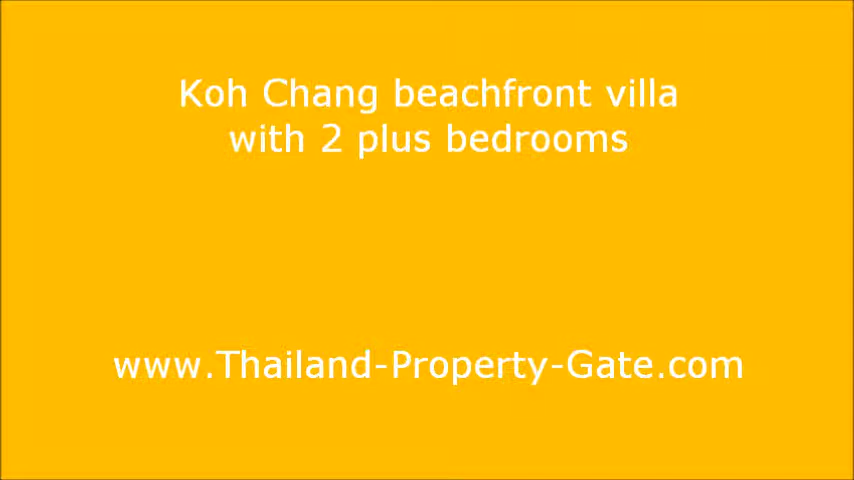 Koh Chang beachfront villa
with 2 plus bedrooms
www.Thailand-Property-Gate.com